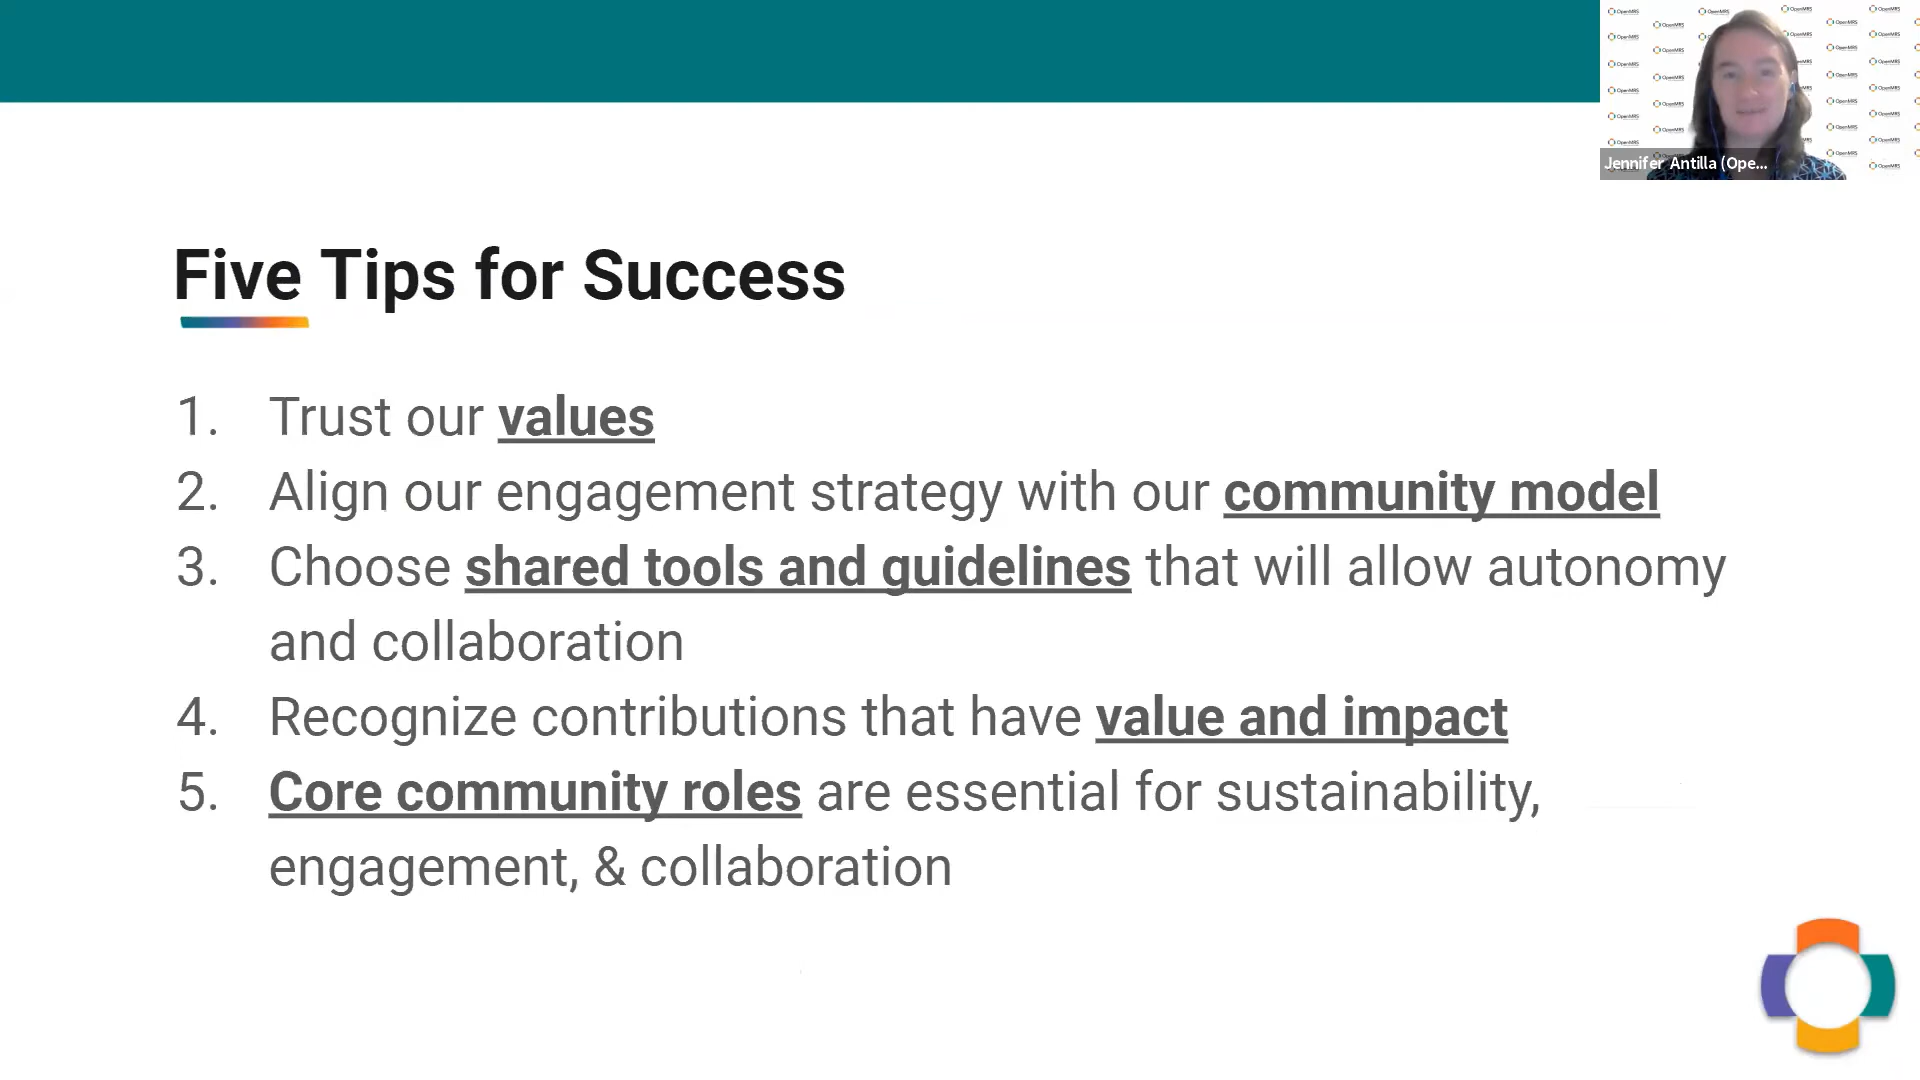 Jennifer Antilla (Ope...
Five Tips for Success
1. Trust our values
2. Align our engagement strategy with our community model
3. Choose shared tools and guidelines that will allow autonomy
and collaboration
4. Recognize contributions that have value and impact
5. Core community roles are essential for sustainability,
engagement, & collaboration